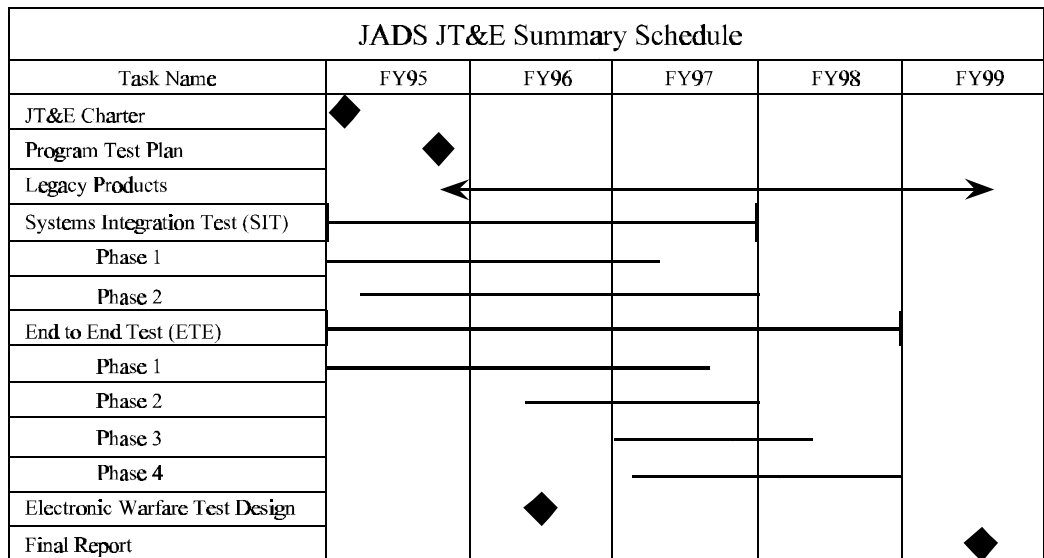 JADS JT&E Summary Schedule
Task Name FY95 FY96 FY97 FY98 FY99
JT&E Charter
Program Test Plan
Legacy Products
Systems Integration Test (SIT)
Phase 1
Phase 2
End to End Test (ETE)
Phase 1
Phase 2
Phase 3
Phase 4
Electronic Warfare Test Design
Final Report